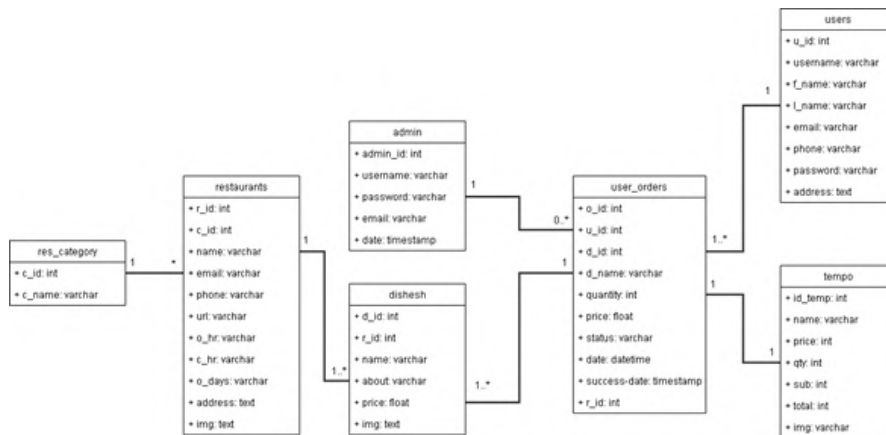 res_category
+ c_id: int
+ c_name: varchar
1
*
restaurants
+ r_id: int
+ c_id: int
+ name: varchar
+ email: varchar
+ phone: varchar
+ url: varchar
+ o_hr: varchar
+ c_hr: varchar
+ o_days: varchar
+ address: text
+ img: text
1
1..*
admin
+ admin_id: int
+ username: varchar
+ password: varchar
+ email: varchar
+ date: timestamp
1
0..*
dishesh
+ d_id: int
+ r_id: int
+ name: varchar
+ about: varchar
+ price: float
+ img: text
1..*
1
user_orders
+ o_id: int
+ u_id: int
+ d_id: int
+ d_name: varchar
+ quantity: int
+ price: float
+ status: varchar
+ date: datetime
+ success-date: timestamp
+ r_id: int
1..*
1
1
1
users
+ u_id: int
+ username: varchar
+ f_name: varchar
+ l_name: varchar
+ email: varchar
+ phone: varchar
+ password: varchar
+ address: text
tempo
+ id_temp: int
+ name: varchar
+ price: int
+ qty: int
+ sub: int
+ total: int
+ img: varchar